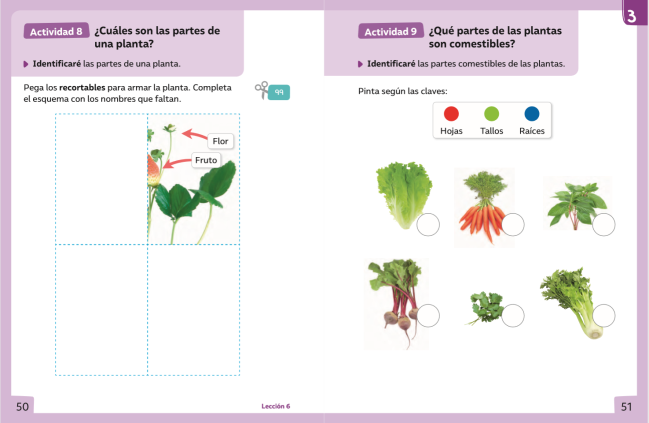 Actividad 8
¿Cuáles son las partes de
una planta?
Identificaré las partes de una planta.
Pega los recortables para armar la planta. Completa
el esquema con los nombres que faltan.
99
Flor
Fruto
50
Lección 6
3
Actividad 9
¿Qué partes de las plantas
son comestibles?
Identificaré las partes comestibles de las plantas.
Pinta según las claves:
Hojas
Tallos
Raíces
51